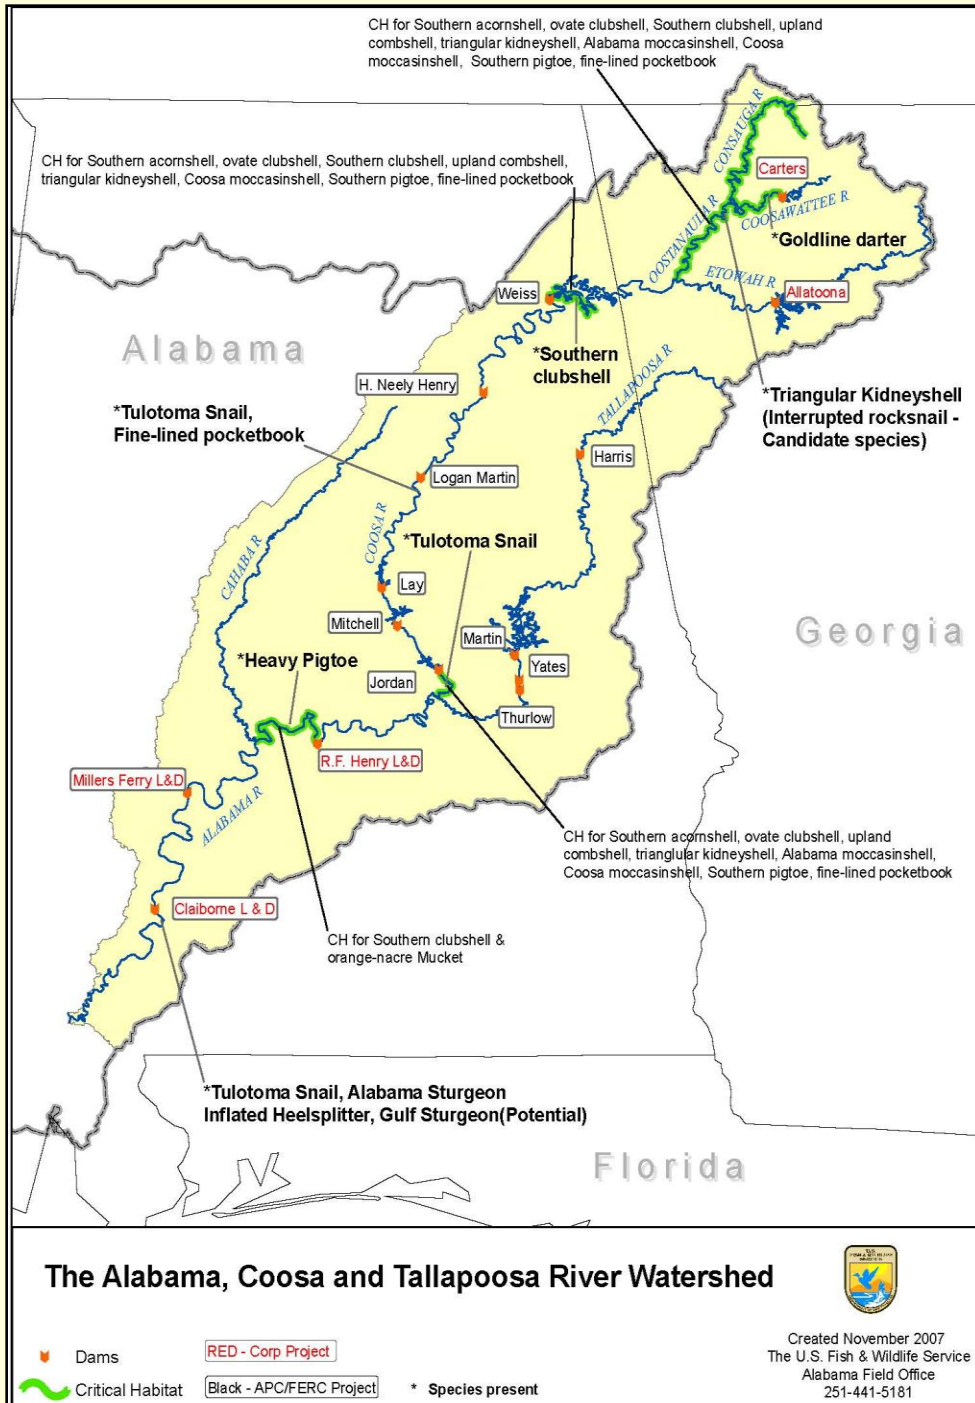 CH for Southern acornshell, ovate clubshell, Southern clubshell, upland
combshell, triangular kidneyshell, Alabama moccasinshell, Coosa
moccasinshell, Southern pigtoe, fine-lined pocketbook
CH for Southern acornshell, ovate clubshell, Southern clubshell, upland combshell,
triangular kidneyshell, Coosa moccasinshell, Southern pigtoe, fine-lined pocketbook
CONSAUGA R
Carters
COOSAWATTEE R
OOSTANAULA R
*Goldline darter
ETOWAH R
Weiss
Allatoona
Alabama
*Southern
clubshell
TALLAPOOSA R
H. Neely Henry
*Triangular Kidneyshell
(Interrupted rocksnail -
Candidate species)
*Tulotoma Snail,
Fine-lined pocketbook
Harris
Logan Martin
COOSA R
*Tulotoma Snail
CAHABA R
Lay
Mitchell
Georgia
Martin
*Heavy Pigtoe
Yates
Jordan
Thurlow
R.F. Henry L&D
Millers Ferry L&D
ALABAMA R
CH for Southern acornshell, ovate clubshell, upland
combshell, trianglular kidneyshell, Alabama moccasinshell,
Coosa moccasinshell, Southern pigtoe, fine-lined pocketbook
Claiborne L & D
CH for Southern clubshell &
orange-nacre Mucket
*Tulotoma Snail, Alabama Sturgeon
Inflated Heelsplitter, Gulf Sturgeon(Potential)
Florida
The Alabama, Coosa and Tallapoosa River Watershed
Dams
RED - Corp Project
Critical Habitat
Black - APC/FERC Project
* Species present
U.S.
FISH & WILDLIFE
SERVICE
Created November 2007
The U.S. Fish & Wildlife Service
Alabama Field Office
251-441-5181